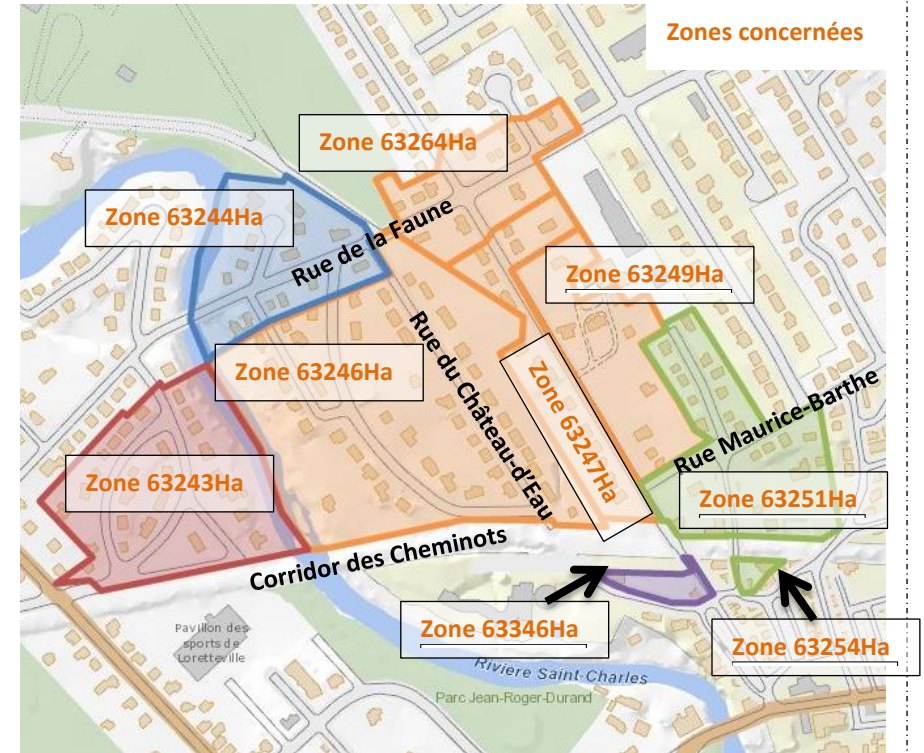 Zones concernées
Zone 63264Ha
Zone 63244Ha
Rue de la Faune
Zone 63249Ha
Zone 63246Ha
Rue du Château-d'Eau
Zone 63247Ha
Rue Maurice-Barthe
Zone 63243Ha
Zone 63251Ha
Corridor des Cheminots
Zone 63346Ha
Zone 63254Ha
Pavillon des
sports de
Loretteville
Rivière Saint-Charles
Parc Jean-Roger-Durand